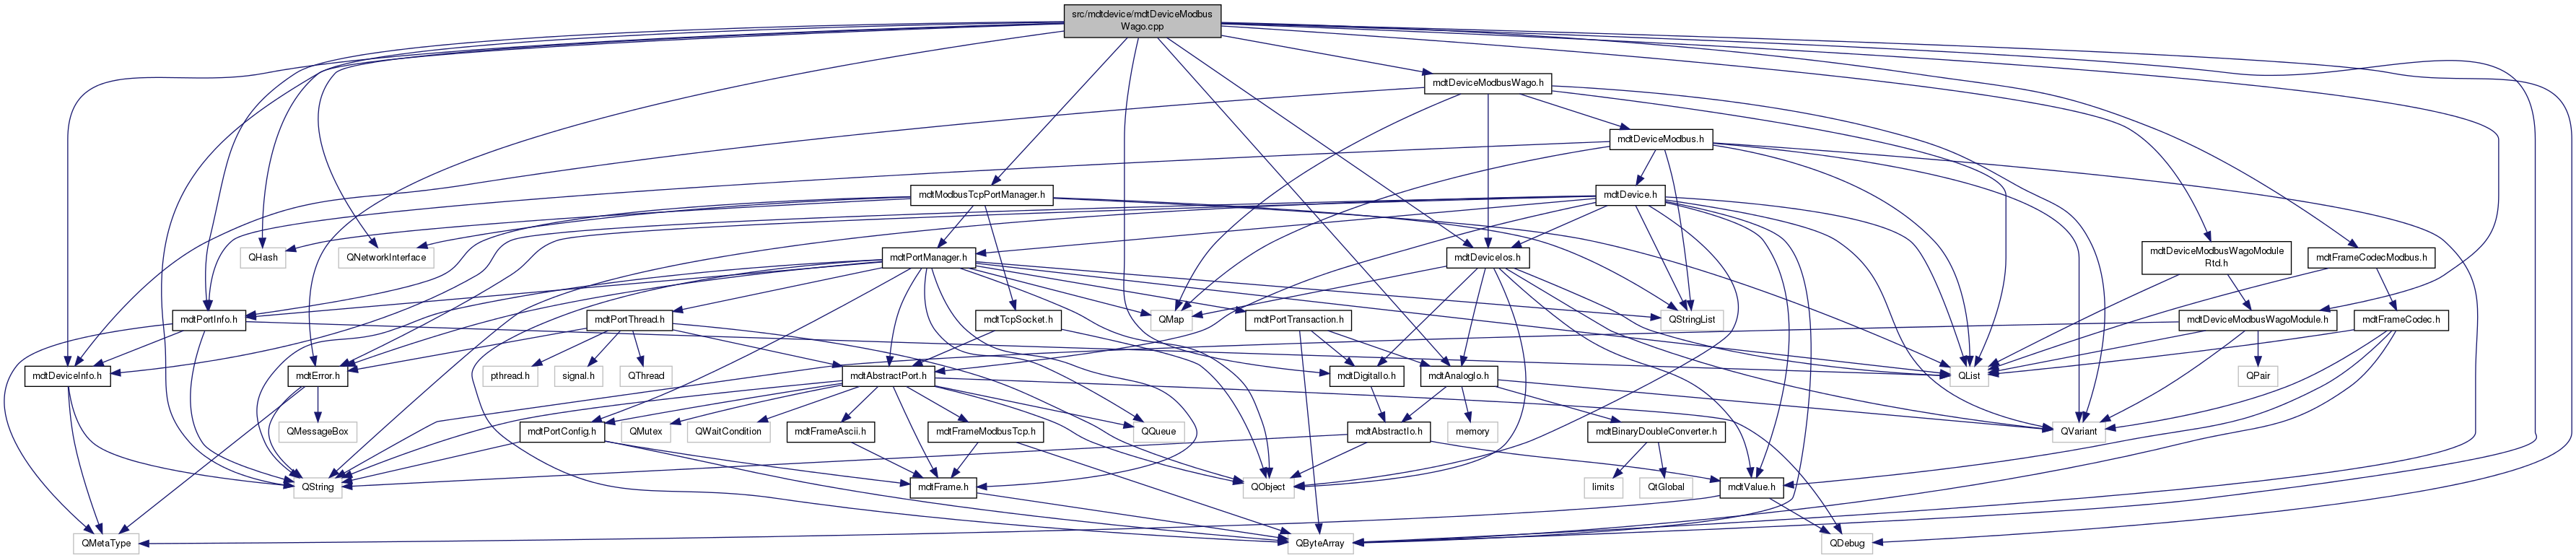 src/mdtdevice/mdtDeviceModbus
Wago.cpp
mdtDeviceModbusWago.h
mdtDeviceModbus.h
mdtModbusTcpPortManager.h
mdtDevice.h
QHash
QNetworkInterface
mdtPortManager.h
mdtDeviceIos.h
mdtDeviceModbusWagoModule
Rtd.h
mdtFrameCodecModbus.h
mdtPortInfo.h
mdtPortThread.h
mdtTcpSocket.h
QMap
mdtPortTransaction.h
QStringList
mdtDeviceModbusWagoModule.h
mdtFrameCodec.h
mdtDeviceInfo.h
mdtError.h
pthread.h
signal.h
QThread
mdtAbstractPort.h
mdtDigitalIo.h
mdtAnalogIo.h
QList
QPair
QMessageBox
mdtPortConfig.h
QMutex
QWaitCondition
mdtFrameAscii.h
mdtFrameModbusTcp.h
QQueue
mdtAbstractIo.h
memory
mdtBinaryDoubleConverter.h
QVariant
QString
mdtFrame.h
QObject
limits
QtGlobal
mdtValue.h
QMetaType
QByteArray
QDebug